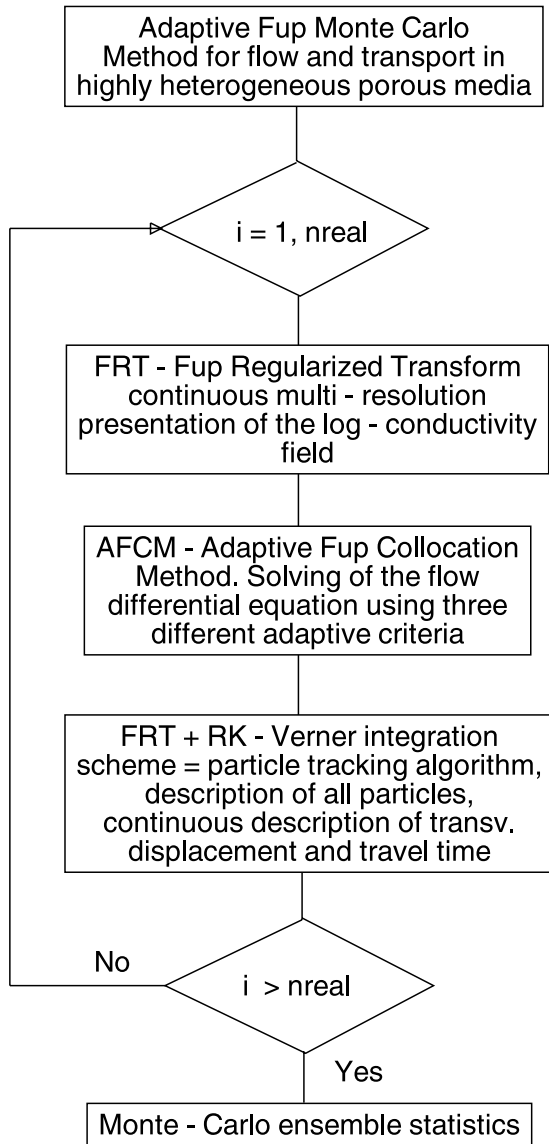 Adaptive Fup Monte Carlo
Method for flow and transport in
highly heterogeneous porous media
i = 1, nreal
FRT - Fup Regularized Transform
continuous multi - resolution
presentation of the log - conductivity
field
AFCM - Adaptive Fup Collocation
Method. Solving of the flow
differential equation using three
different adaptive criteria
FRT + RK - Verner integration
scheme = particle tracking algorithm,
description of all particles,
continuous description of transv.
displacement and travel time
No
i > nreal
Yes
Monte - Carlo ensemble statistics